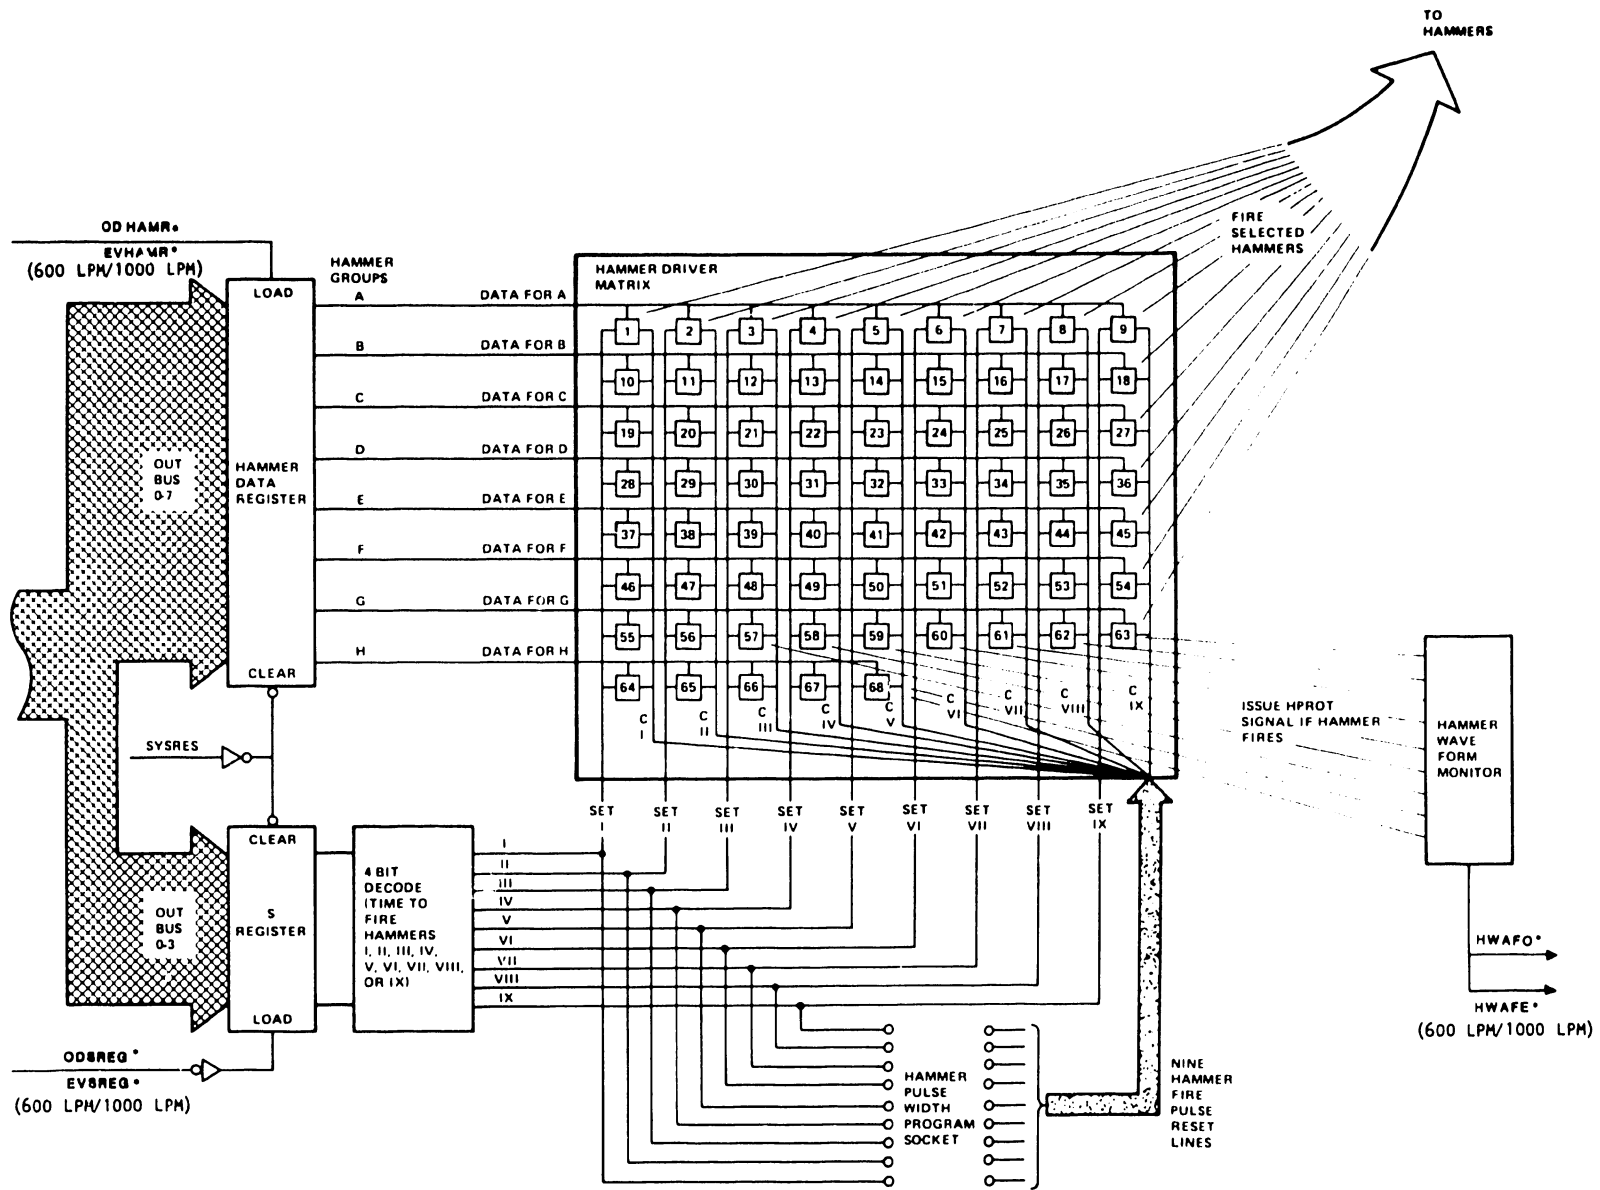 TO
HAMMERS
FIRE
SELECTED
HAMMERS
OD HAMR*
EVHAMR*
(600 LPM/1000 LPM)
HAMMER
GROUPS
LOAD
HAMMER
DATA
REGISTER
CLEAR
OUT
BUS
0-7
A DATA FOR A
B DATA FOR B
C DATA FOR C
D DATA FOR D
E DATA FOR E
F DATA FOR F
G DATA FOR G
H DATA FOR H
HAMMER DRIVER
MATRIX
1 2 3 4 5 6 7 8 9
10 11 12 13 14 15 16 17 18
19 20 21 22 23 24 25 26 27
28 29 30 31 32 33 34 35 36
37 38 39 40 41 42 43 44 45
46 47 48 49 50 51 52 53 54
55 56 57 58 59 60 61 62 63
64 65 66 67 68
C
I
C
II
C
III
C
IV
C
V
C
VI
C
VII
C
VIII
C
IX
ISSUE HPROT
SIGNAL IF HAMMER
FIRES
HAMMER
WAVE
FORM
MONITOR
HWAFO*
HWAFE*
(600 LPM/1000 LPM)
SYSRES
SET
I
SET
II
SET
III
SET
IV
SET
V
SET
VI
SET
VII
SET
VIII
SET
IX
CLEAR
S
REGISTER
LOAD
OUT
BUS
0-3
4 BIT
DECODE
(TIME TO
FIRE
HAMMERS
I, II, III, IV,
V, VI, VII, VIII,
OR IX)
I
II
III
IV
V
VI
VII
VIII
IX
ODSREG*
EVSREG*
(600 LPM/1000 LPM)
HAMMER
PULSE
WIDTH
PROGRAM
SOCKET
NINE
HAMMER
FIRE
PULSE
RESET
LINES